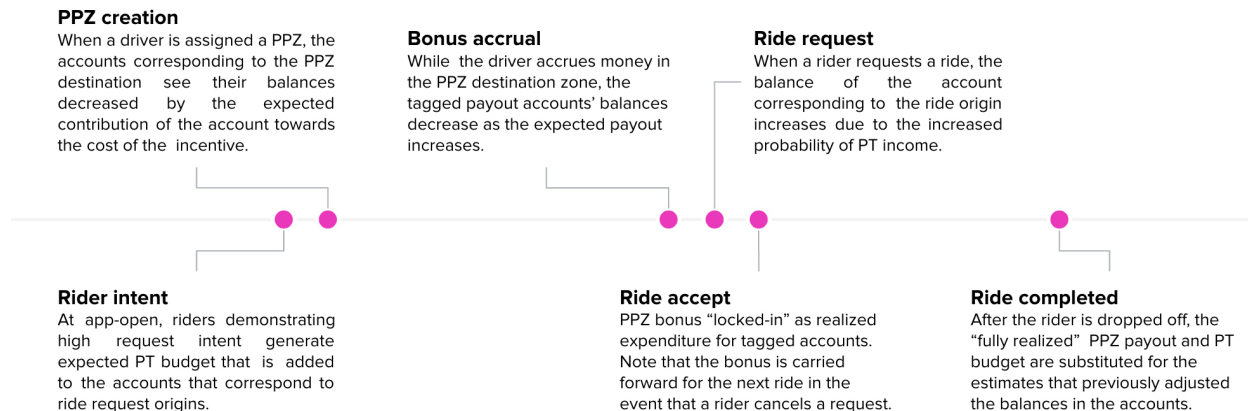 PPZ creation
When a driver is assigned a PPZ, the
accounts corresponding to the PPZ
destination see their balances
decreased by the expected
contribution of the account towards
the cost of the incentive.
Bonus accrual
While the driver accrues money in
the PPZ destination zone, the
tagged payout accounts’ balances
decrease as the expected payout
increases.
Ride request
When a rider requests a ride, the
balance of the account
corresponding to the ride origin
increases due to the increased
probability of PT income.
Rider intent
At app-open, riders demonstrating
high request intent generate
expected PT budget that is added
to the accounts that correspond to
ride request origins.
Ride accept
PPZ bonus “locked-in” as realized
expenditure for tagged accounts.
Note that the bonus is carried
forward for the next ride in the
event that a rider cancels a request.
Ride completed
After the rider is dropped off, the
“fully realized” PPZ payout and PT
budget are substituted for the
estimates that previously adjusted
the balances in the accounts.